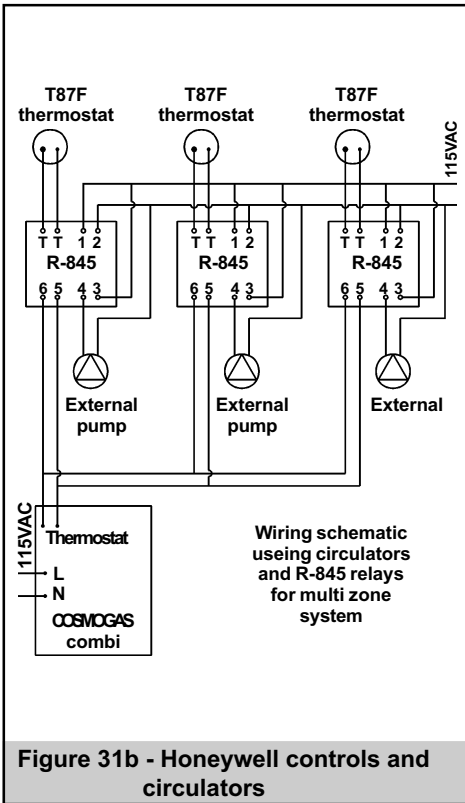 T87F T87F T87F
thermostat thermostat thermostat
115VAC
T T 1 2 T T 1 2 T T 1 2
R-845 R-845 R-845
6 5 4 3 6 5 4 3 6 5 4 3
External External External
pump pump
115VAC
Thermostat
L
N
COSMOGAS
combi
Wiring schematic
useing circulators
and R-845 relays
for multi zone
system
Figure 31b - Honeywell controls and
circulators